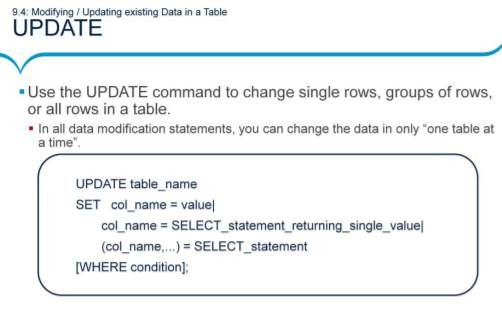 9.4: Modifying / Updating existing Data in a Table
UPDATE
Use the UPDATE command to change single rows, groups of rows,
or all rows in a table.
In all data modification statements, you can change the data in only “one table at
a time”.
UPDATE table_name
SET col_name = value|
col_name = SELECT_statement_returning_single_value|
(col_name,...) = SELECT_statement
[WHERE condition];